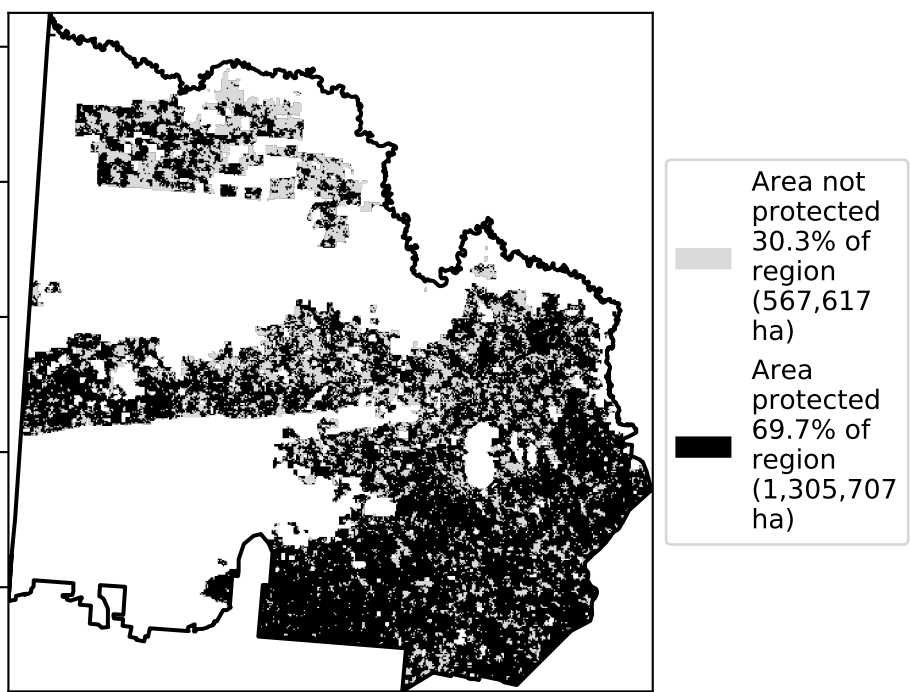 Area not
protected
30.3% of
region
(567,617
ha)
Area
protected
69.7% of
region
(1,305,707
ha)